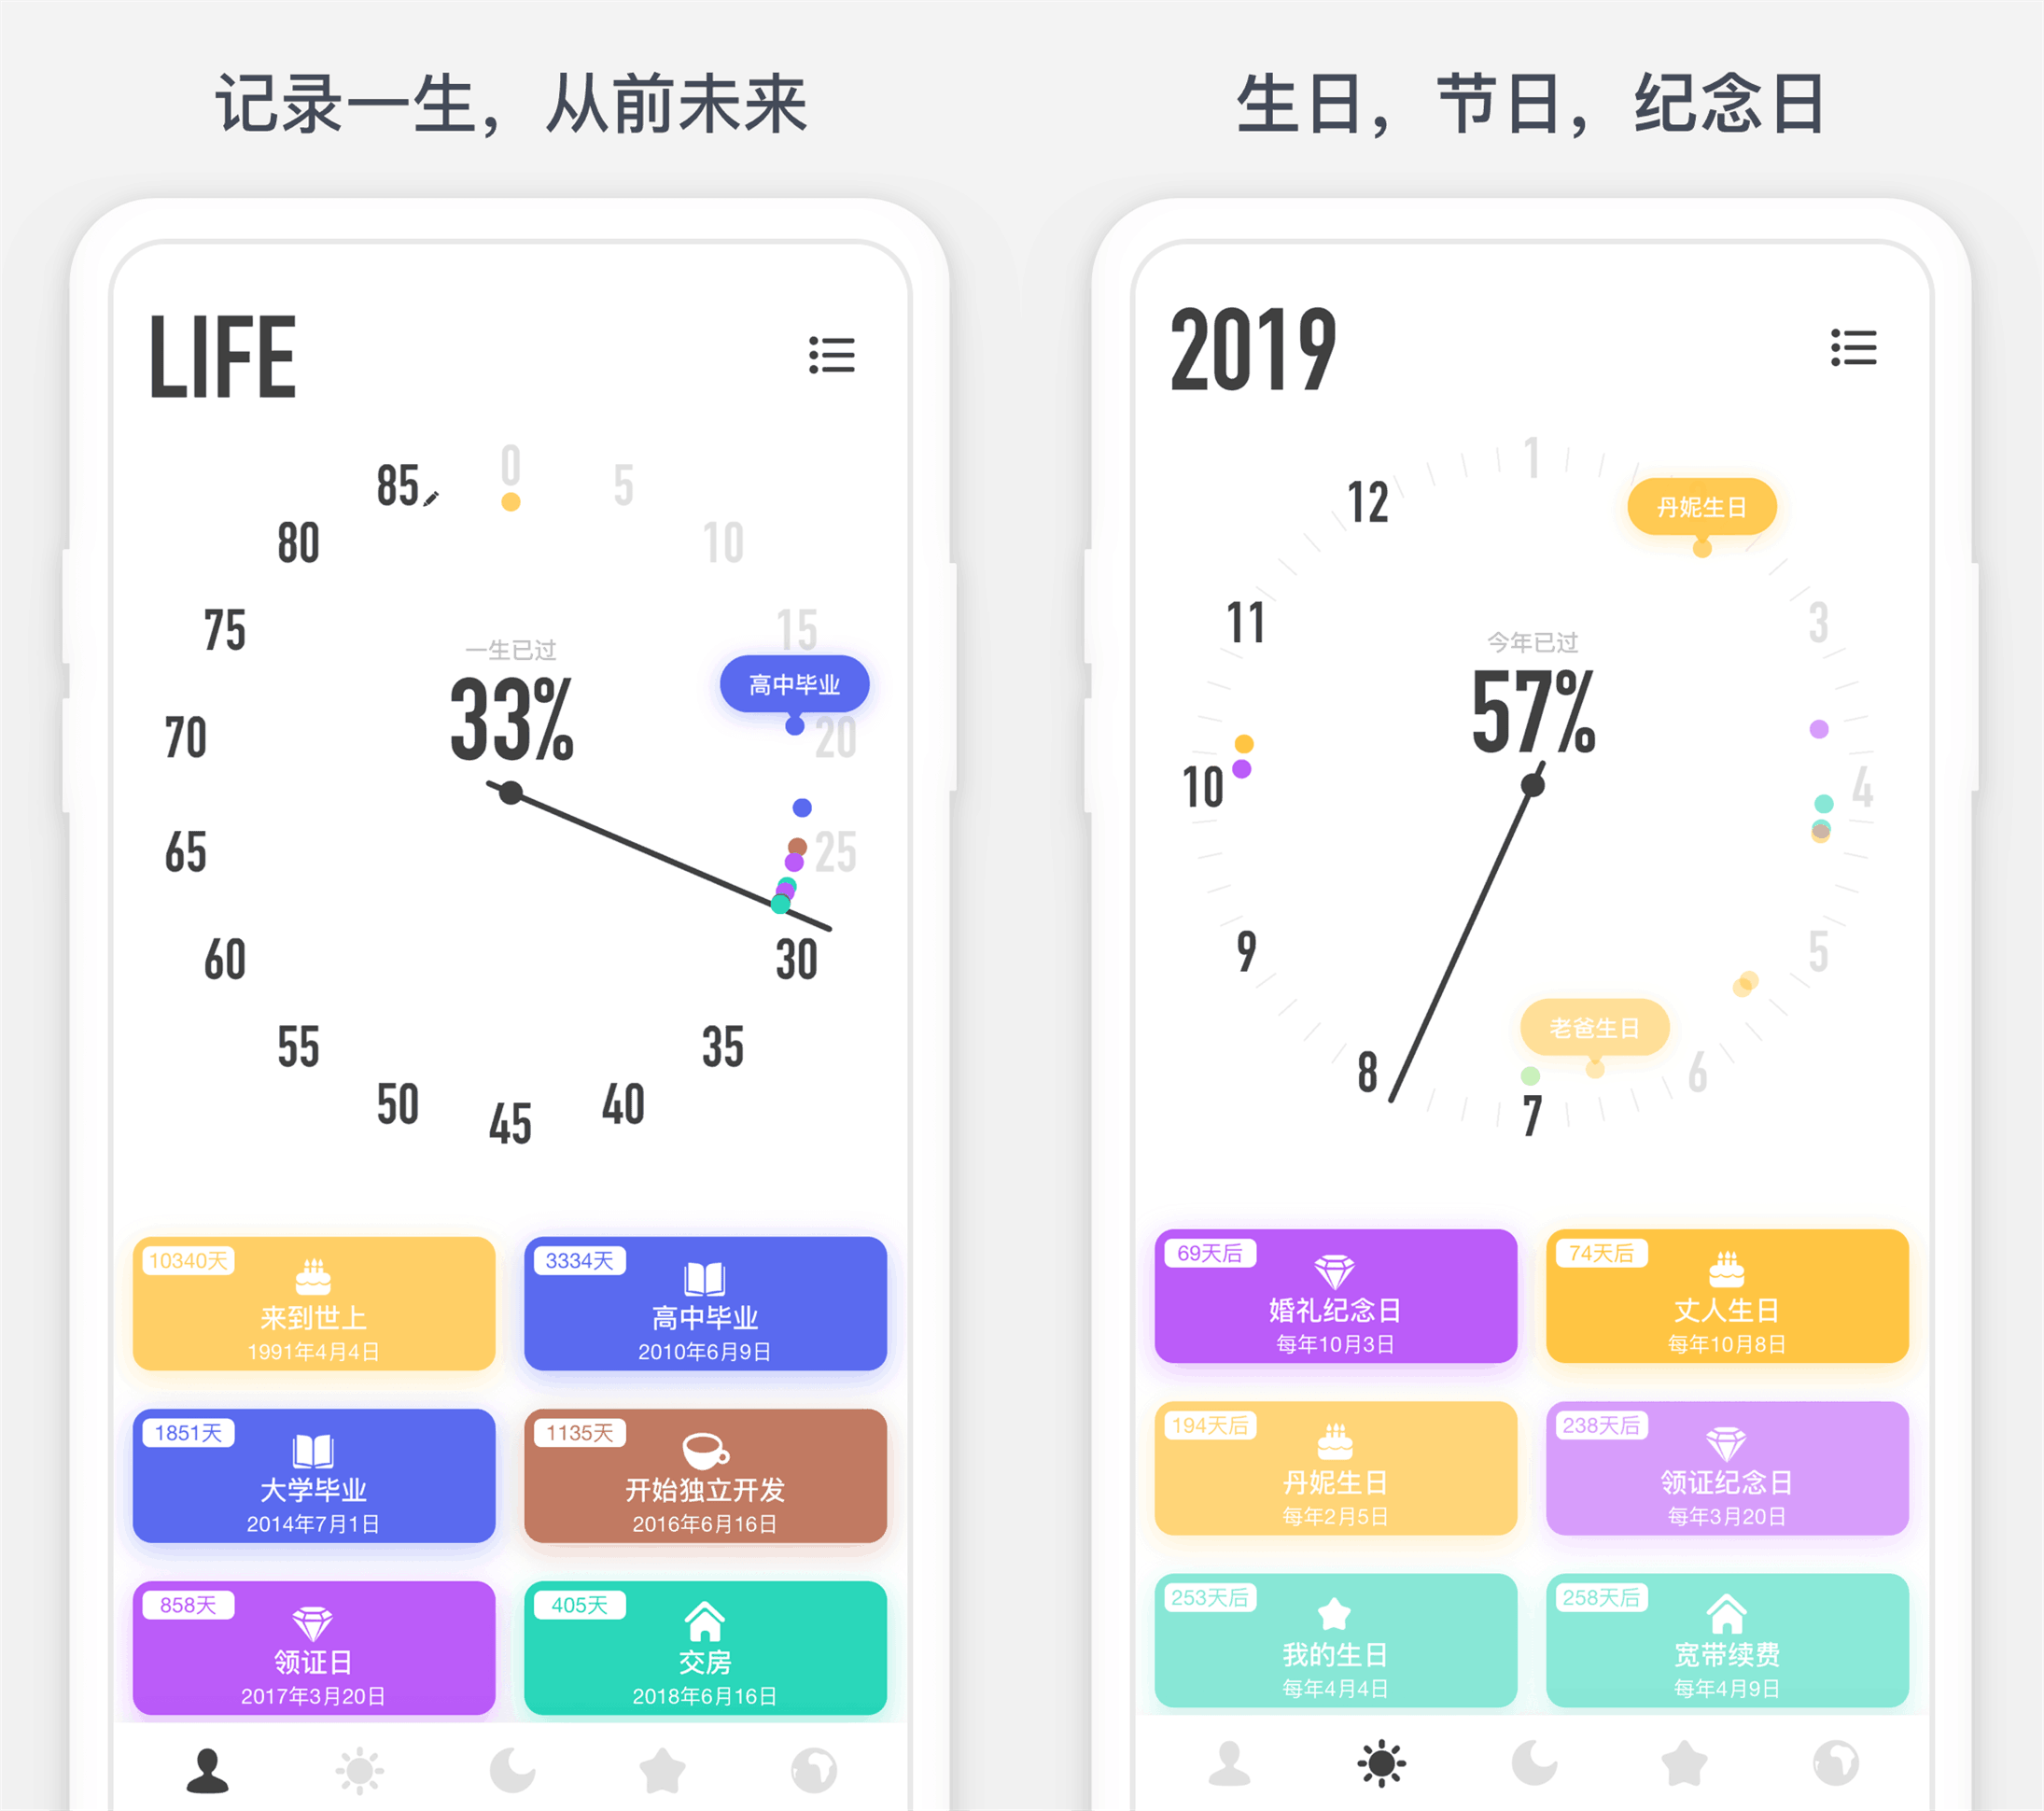 记录一生，从前未来
LIFE
0
5
10
15
20
25
30
35
40
45
50
55
60
65
70
75
80
85
一生已过
33%
高中毕业
10340天
来到世上
1991年4月4日
3334天
高中毕业
2010年6月9日
1851天
大学毕业
2014年7月1日
1135天
开始独立开发
2016年6月16日
858天
领证日
2017年3月20日
405天
交房
2018年6月16日
生日，节日，纪念日
2019
1
3
4
5
6
7
8
9
10
11
12
丹妮生日
今年已过
57%
老爸生日
69天后
婚礼纪念日
每年10月3日
74天后
丈人生日
每年10月8日
194天后
丹妮生日
每年2月5日
238天后
领证纪念日
每年3月20日
253天后
我的生日
每年4月4日
258天后
宽带续费
每年4月9日